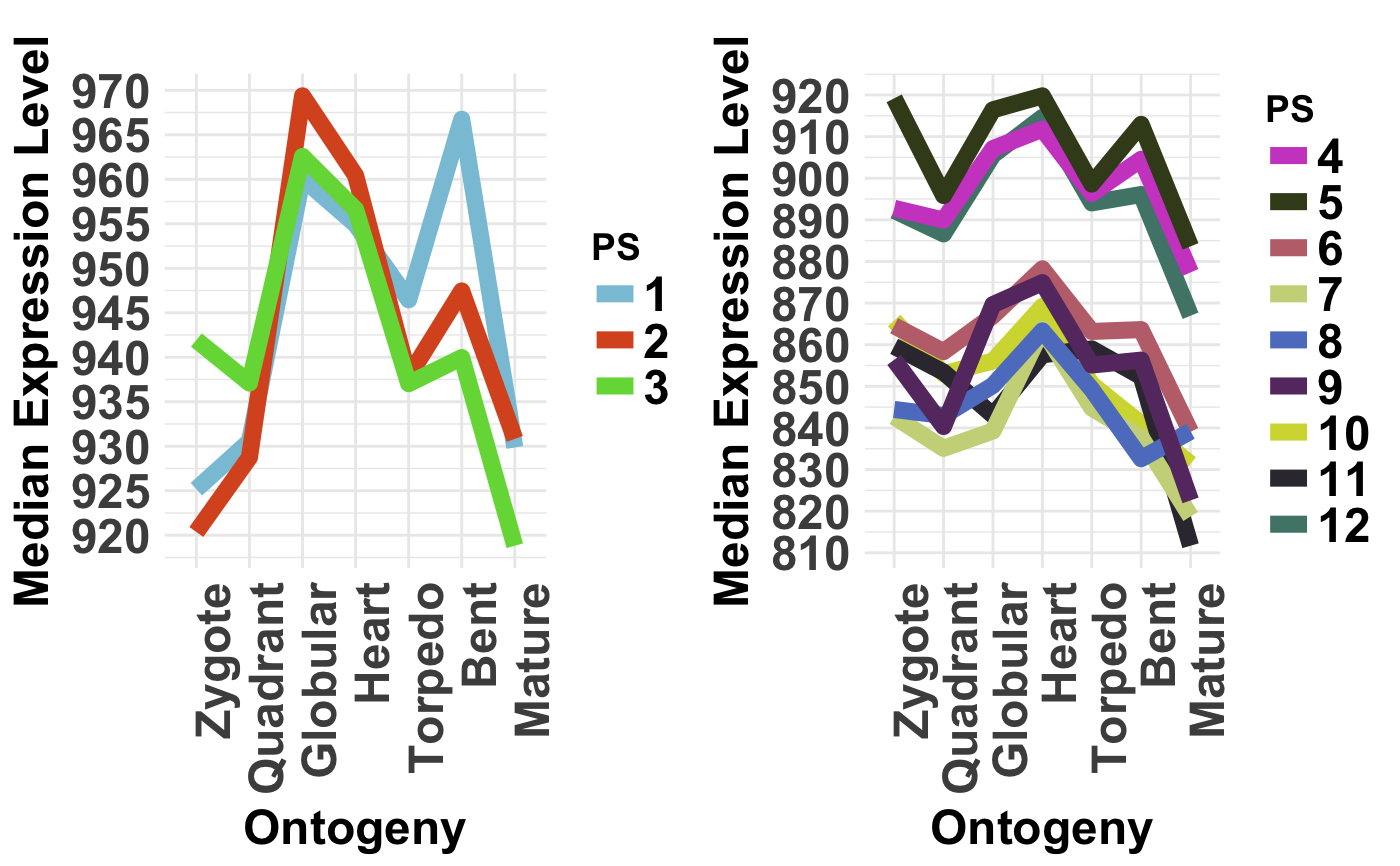 Median Expression Level
970
965
960
955
950
945
940
935
930
925
920
Zygote
Quadrant
Globular
Heart
Torpedo
Bent
Mature
Ontogeny
PS
1
2
3
Median Expression Level
920
910
900
890
880
870
860
850
840
830
820
810
Zygote
Quadrant
Globular
Heart
Torpedo
Bent
Mature
Ontogeny
PS
4
5
6
7
8
9
10
11
12